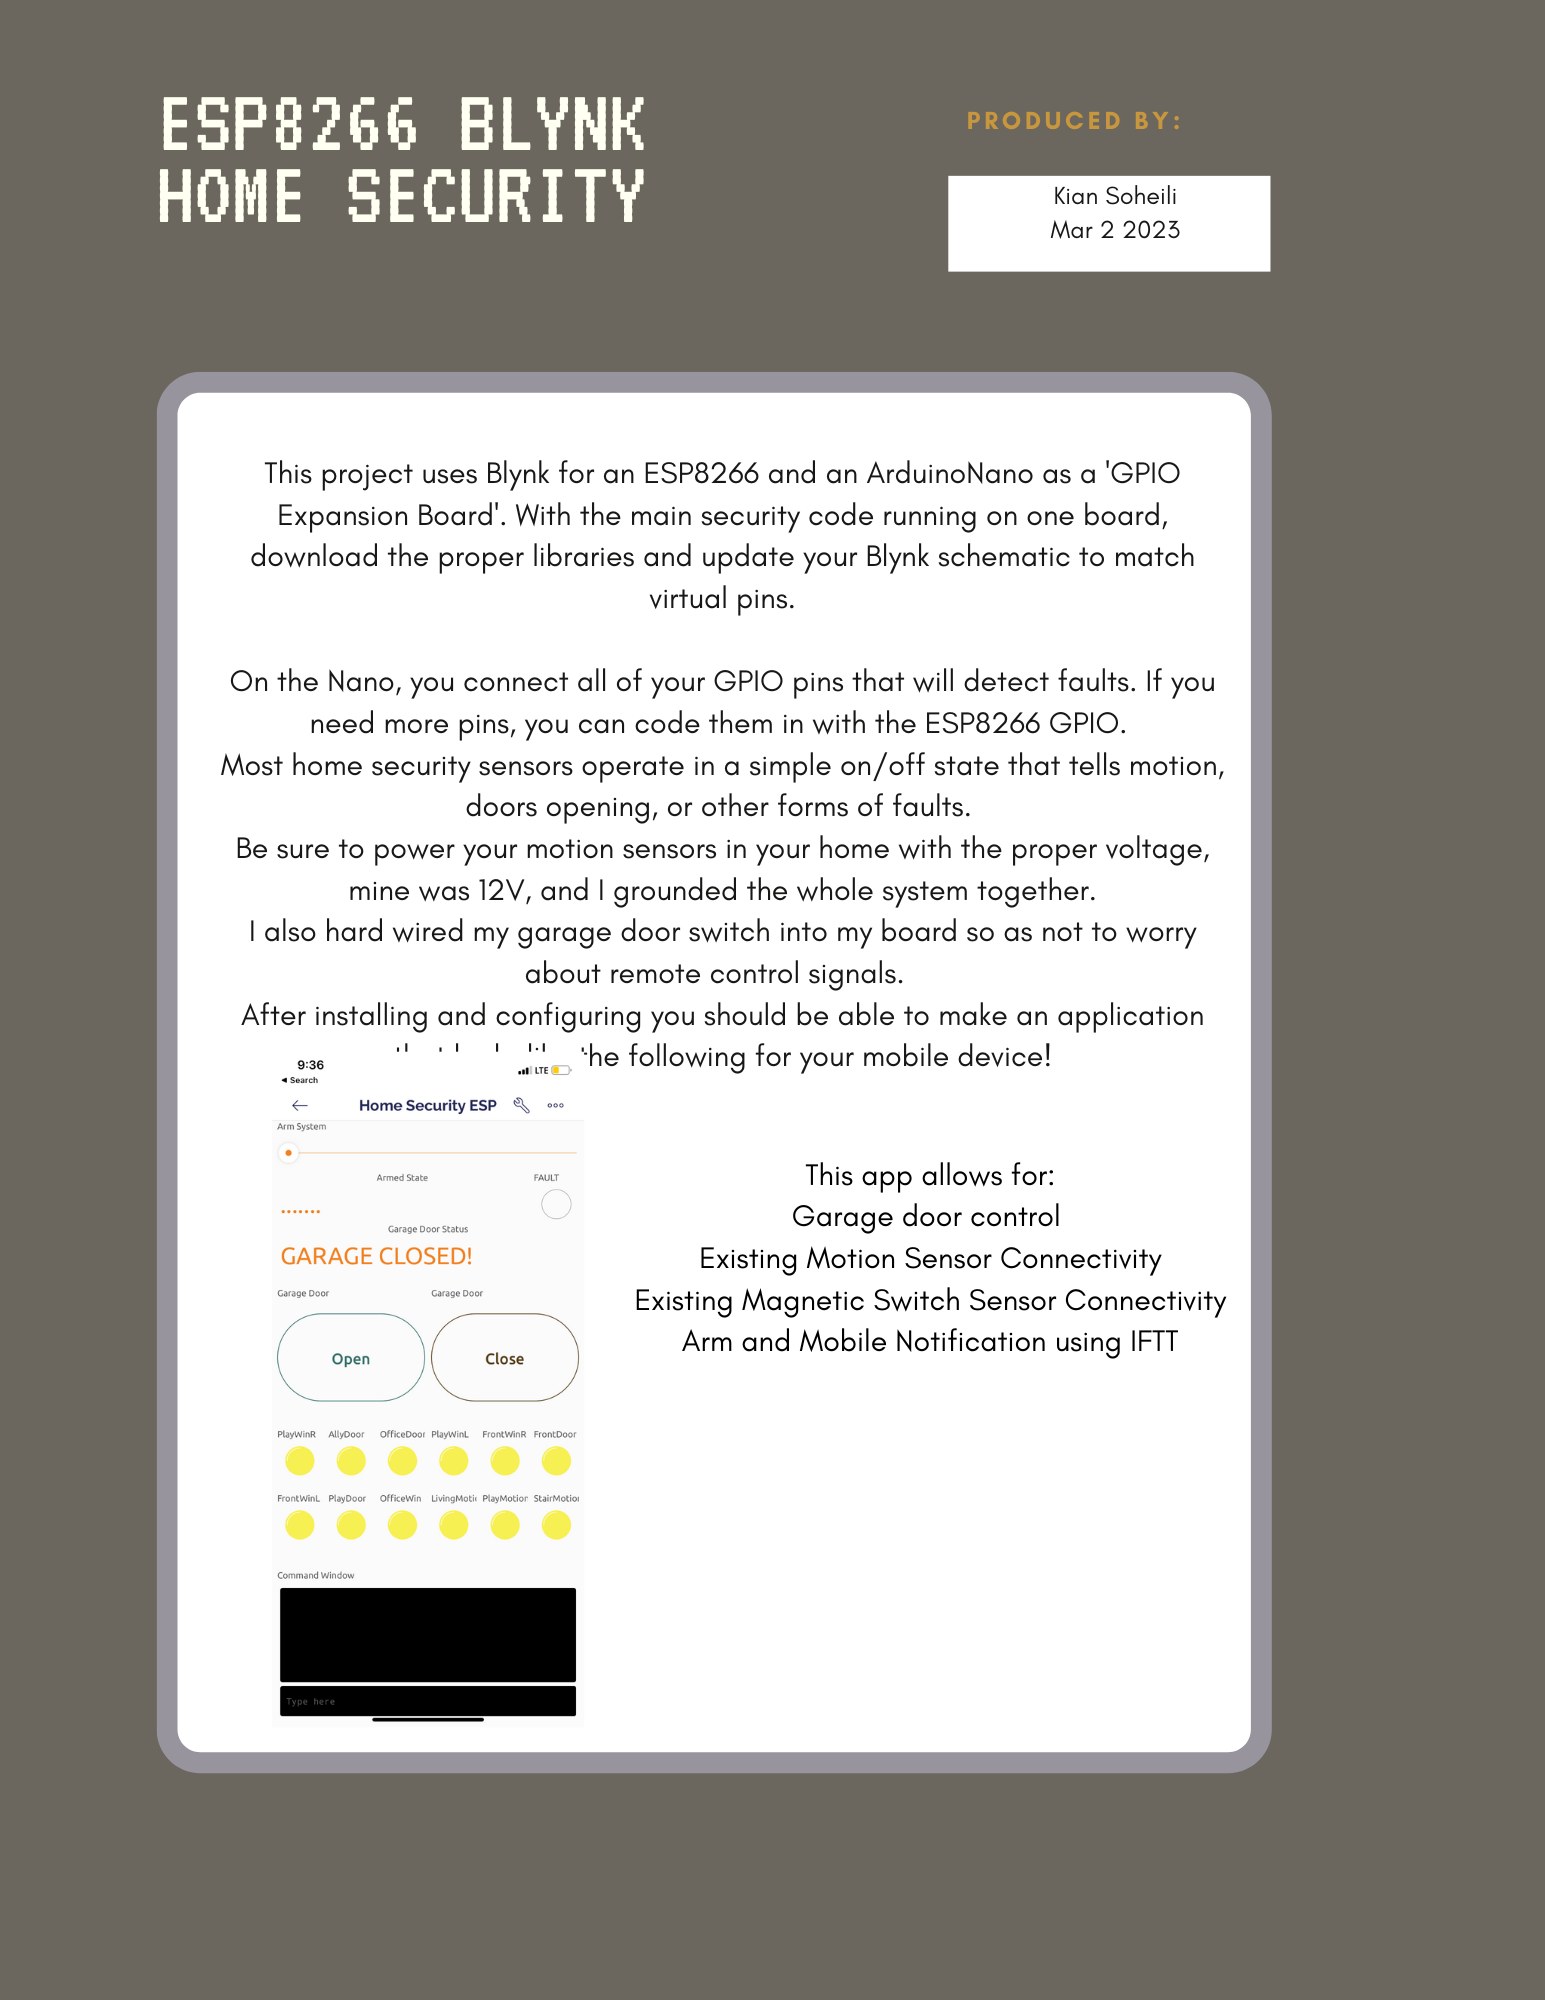 ESP8266 BLYNK
HOME SECURITY
PRODUCED BY:
Kian Soheili
Mar 2 2023
This project uses Blynk for an ESP8266 and an ArduinoNano as a 'GPIO
Expansion Board'. With the main security code running on one board,
download the proper libraries and update your Blynk schematic to match
virtual pins.
On the Nano, you connect all of your GPIO pins that will detect faults. If you
need more pins, you can code them in with the ESP8266 GPIO.
Most home security sensors operate in a simple on/off state that tells motion,
doors opening, or other forms of faults.
Be sure to power your motion sensors in your home with the proper voltage,
mine was 12V, and I grounded the whole system together.
I also hard wired my garage door switch into my board so as not to worry
about remote control signals.
After installing and configuring you should be able to make an application
the following for your mobile device!
9:36
LTE
◀ Search
Home Security ESP
Arm System
Armed State
FAULT
Garage Door Status
GARAGE CLOSED!
Garage Door
Garage Door
Open
Close
PlayWinR AllyDoor OfficeDoor PlayWinL FrontWinR FrontDoor
FrontWinL PlayDoor OfficeWin LivingMoti PlayMotion StairMotion
Command Window
Type here
This app allows for:
Garage door control
Existing Motion Sensor Connectivity
Existing Magnetic Switch Sensor Connectivity
Arm and Mobile Notification using IFTT